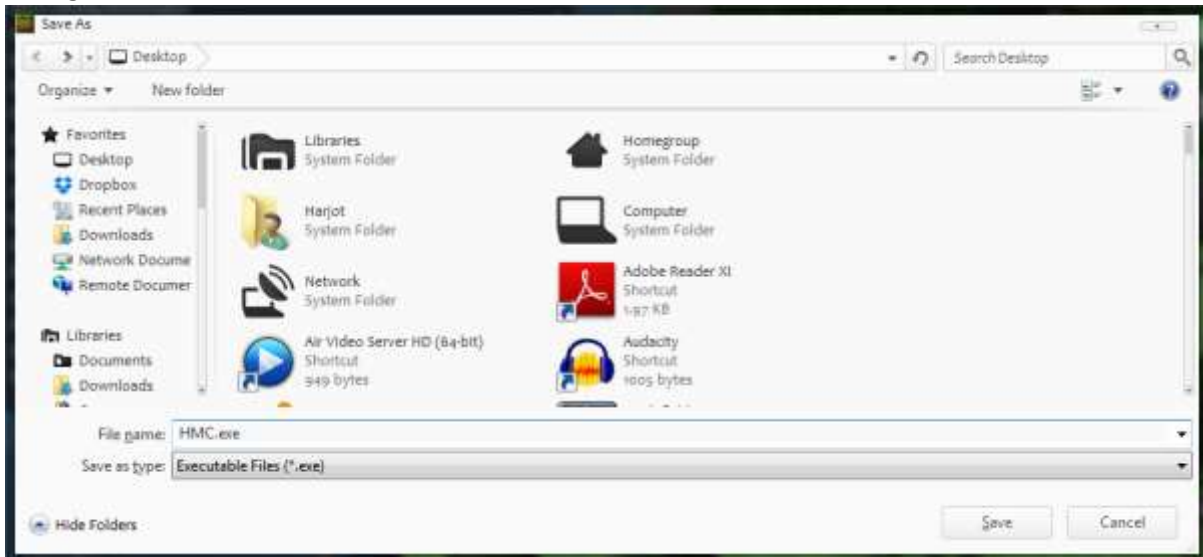 Save As
Desktop
Search Desktop
Organize
New folder
Favorites
Desktop
Dropbox
Recent Places
Downloads
Network Docume
Remote Documer
Libraries
Documents
Downloads
Libraries
System Folder
Homegroup
System Folder
Harjot
System Folder
Computer
System Folder
Network
System Folder
Adobe Reader XI
Shortcut
1.97 KB
Air Video Server HD (64-bit)
Shortcut
949 bytes
Audacity
Shortcut
1005 bytes
File name: HMC.exe
Save as type: Executable Files (*.exe)
Hide Folders
Save
Cancel